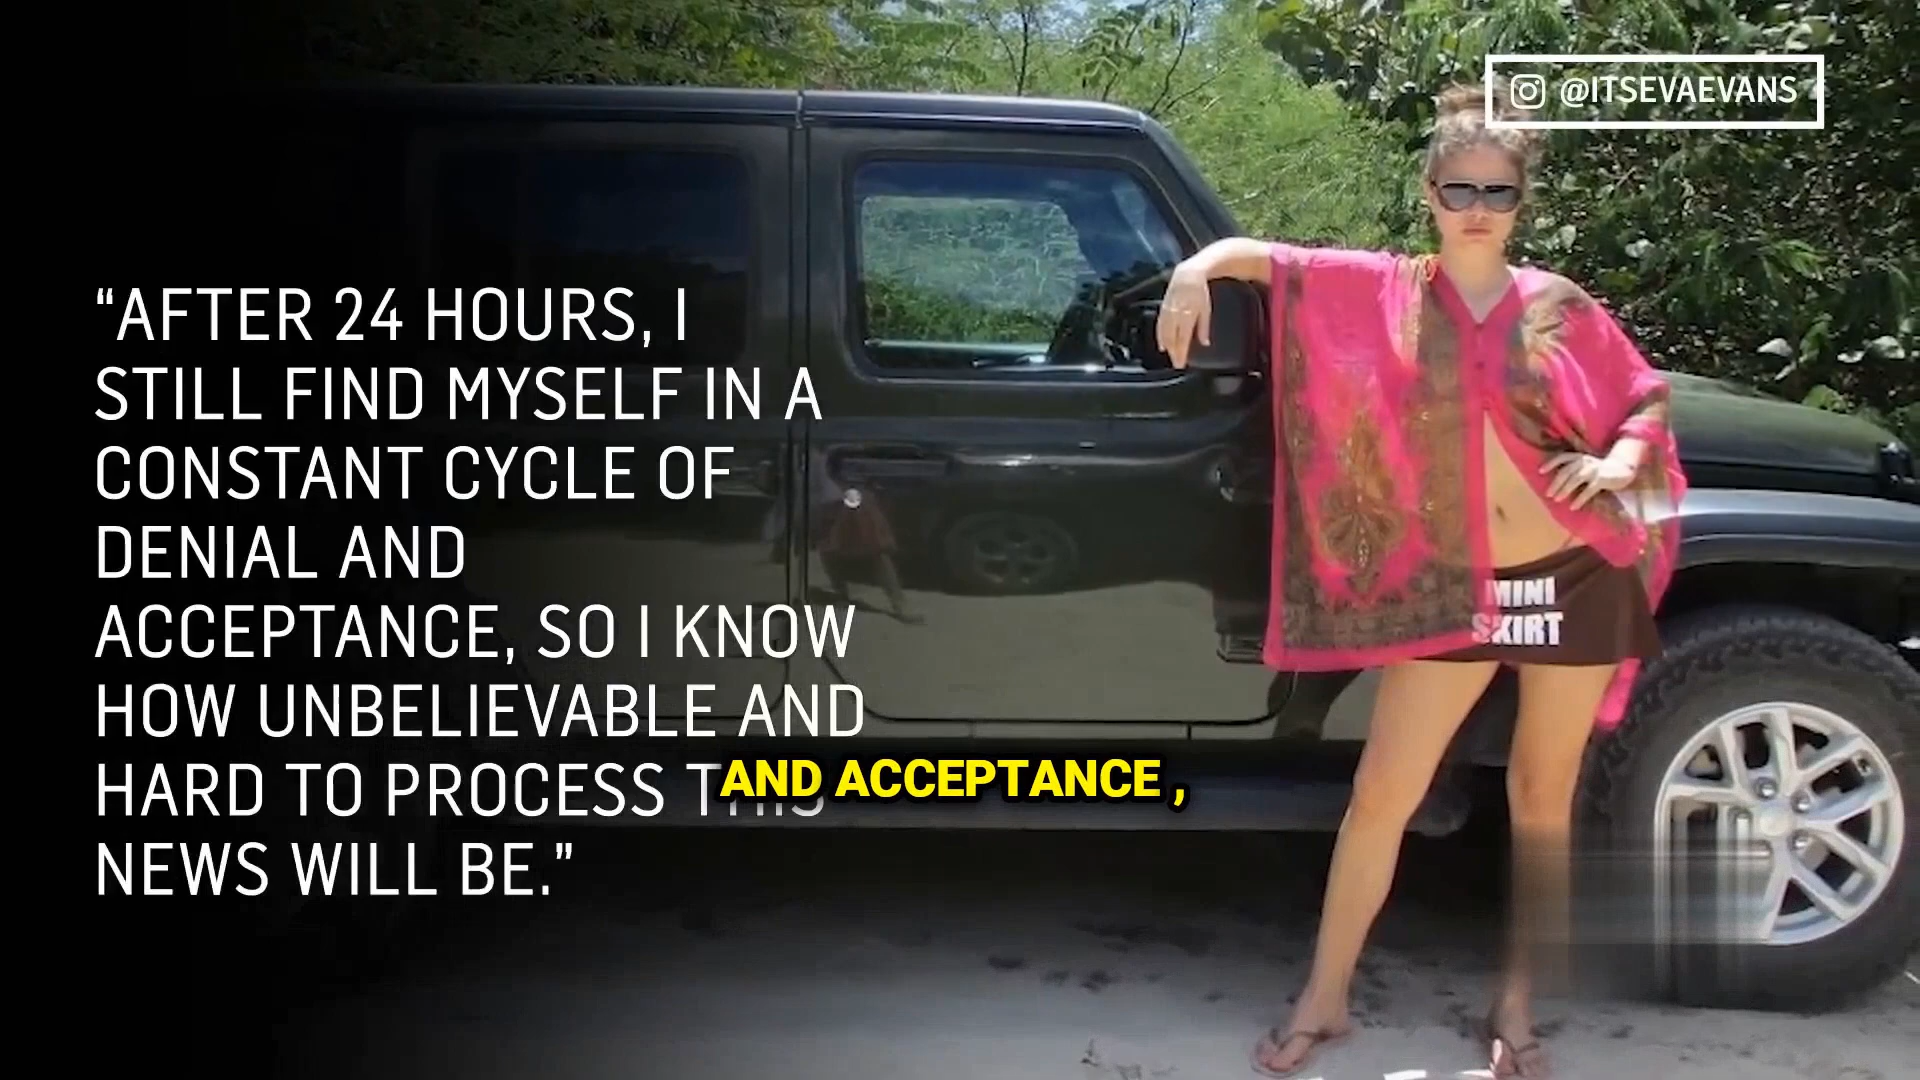 @ITSEVAEVANS
“AFTER 24 HOURS, I
STILL FIND MYSELF IN A
CONSTANT CYCLE OF
DENIAL AND
ACCEPTANCE, SO I KNOW
HOW UNBELIEVABLE AND
HARD TO PROCESS THIS
NEWS WILL BE.”
AND ACCEPTANCE ,
MINI
SKIRT